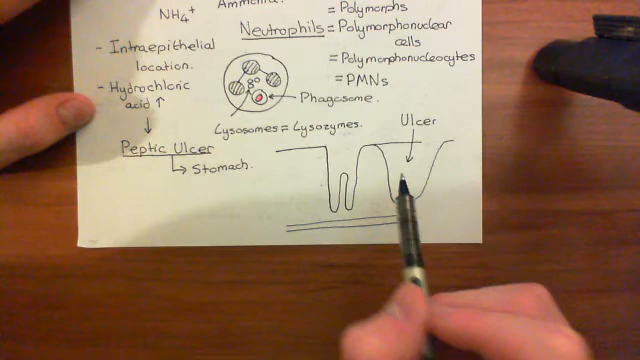 Ammonia
NH₄⁺
- Intraepithelial
location.
- Hydrochloric
acid ↑
↓
Peptic Ulcer
→ Stomach.
= Polymorphs
Neutrophils = Polymorphonuclear
cells
= Polymorphonucleocytes
= PMNs
Phagosome.
Lysosomes = Lysozymes.
Ulcer